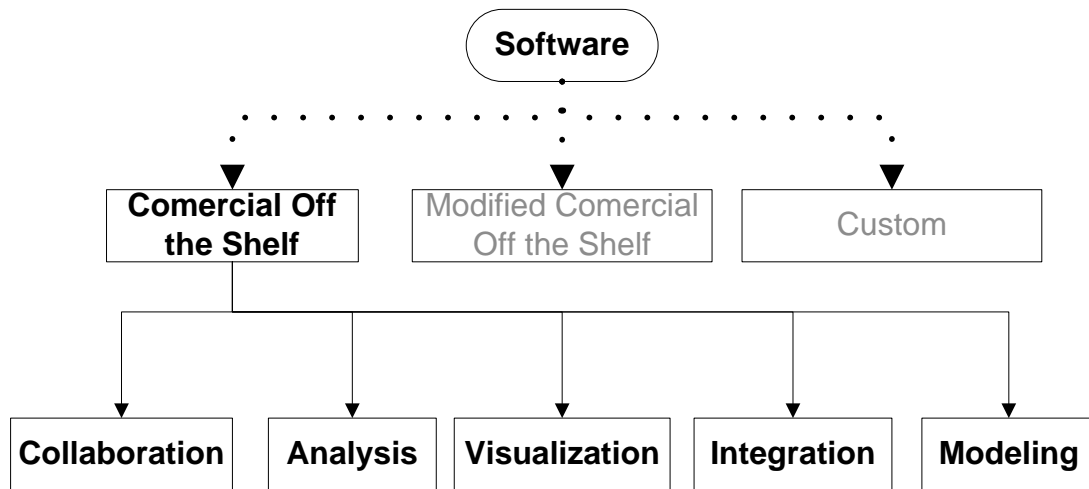 Software
Comercial Off
the Shelf
Modified Comercial
Off the Shelf
Custom
Collaboration
Analysis
Visualization
Integration
Modeling